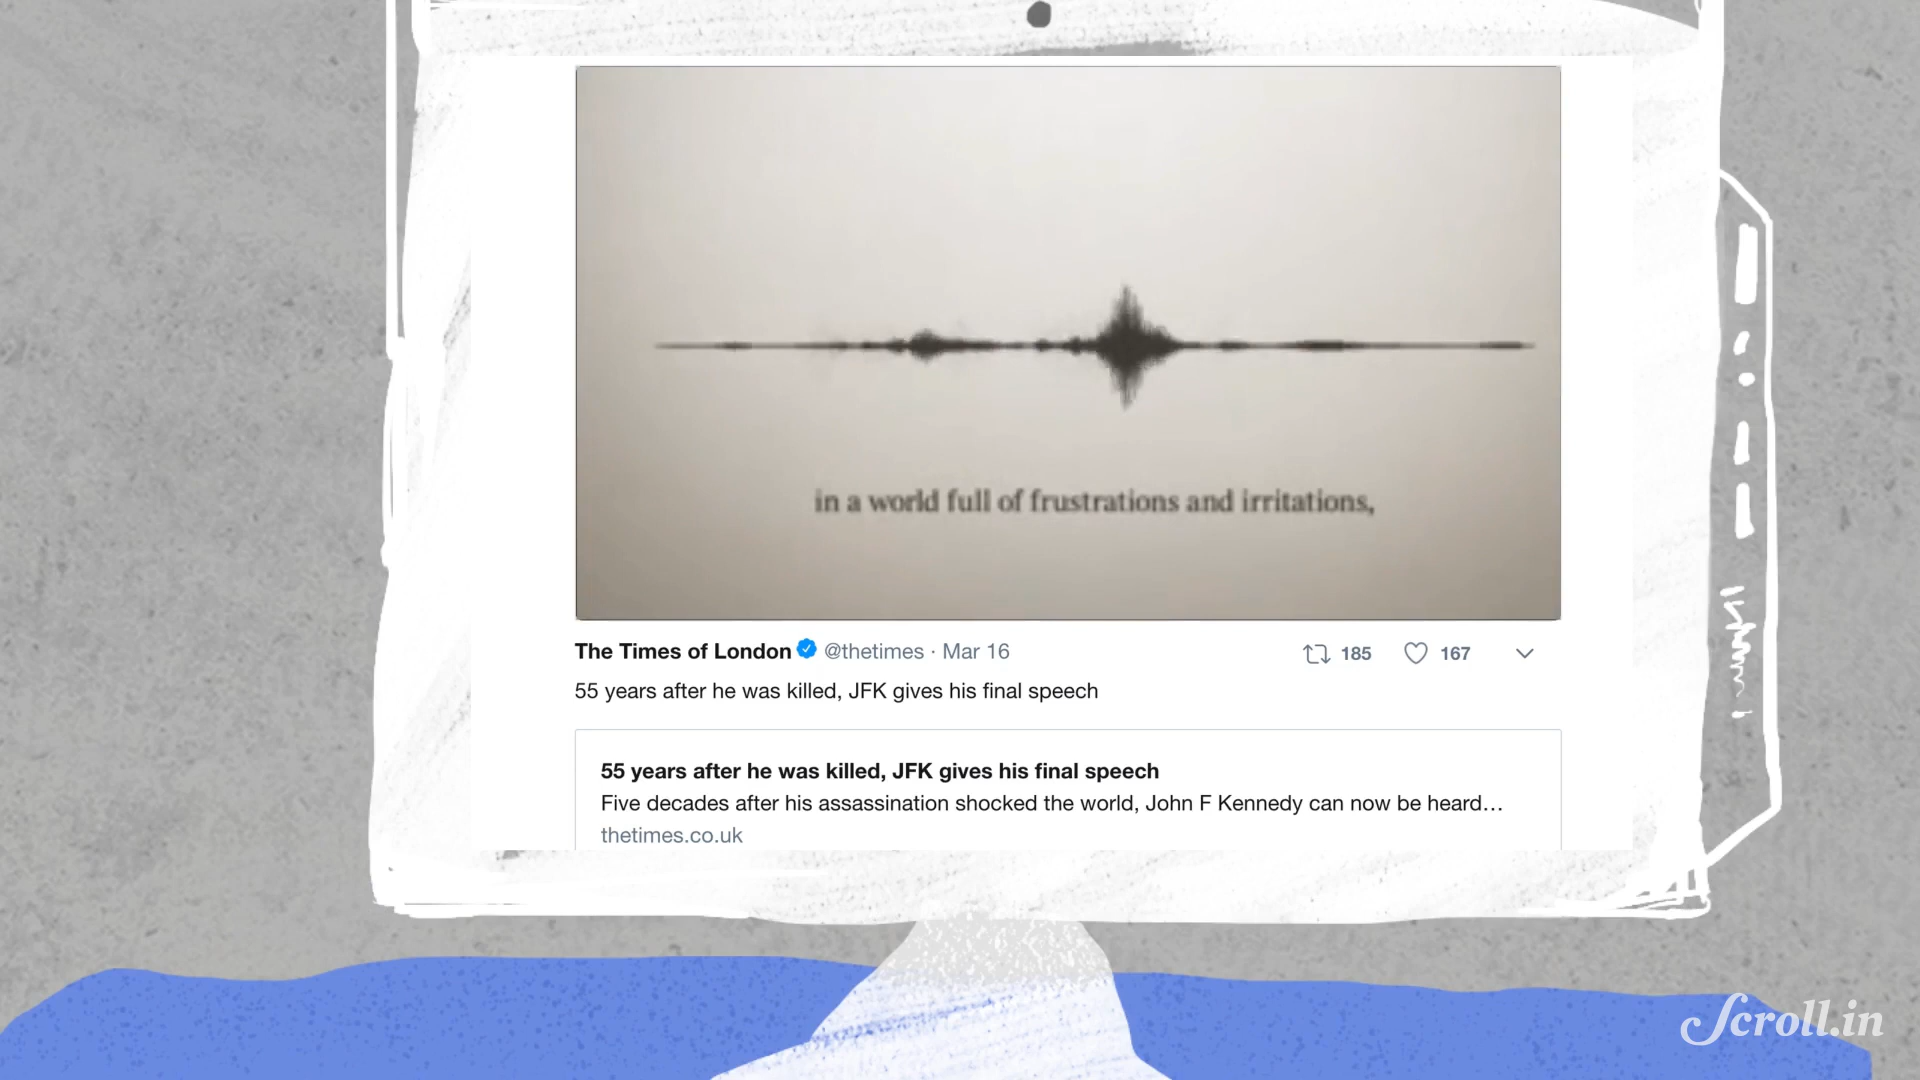 in a world full of frustrations and irritations,
The Times of London @thetimes · Mar 16
185
167
55 years after he was killed, JFK gives his final speech
55 years after he was killed, JFK gives his final speech
Five decades after his assassination shocked the world, John F Kennedy can now be heard…
thetimes.co.uk
Scroll.in